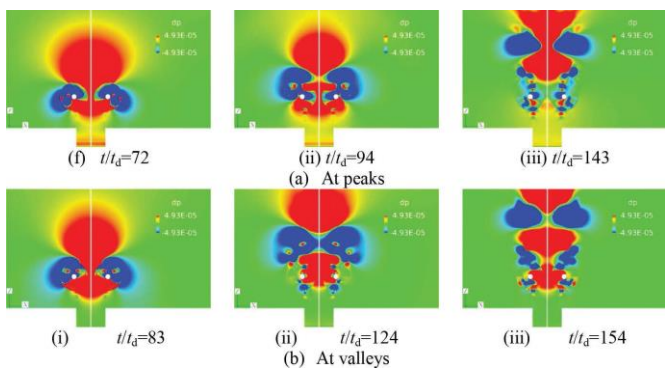 dp
4.93E-05
-4.93E-05
dp
4.93E-05
-4.93E-05
dp
4.93E-05
-4.93E-05
(f) t/td=72
(ii) t/td=94
(iii) t/td=143
(a) At peaks
dp
4.93E-05
-4.93E-05
dp
4.93E-05
-4.93E-05
dp
4.93E-05
-4.93E-05
(i) t/td=83
(ii) t/td=124
(iii) t/td=154
(b) At valleys